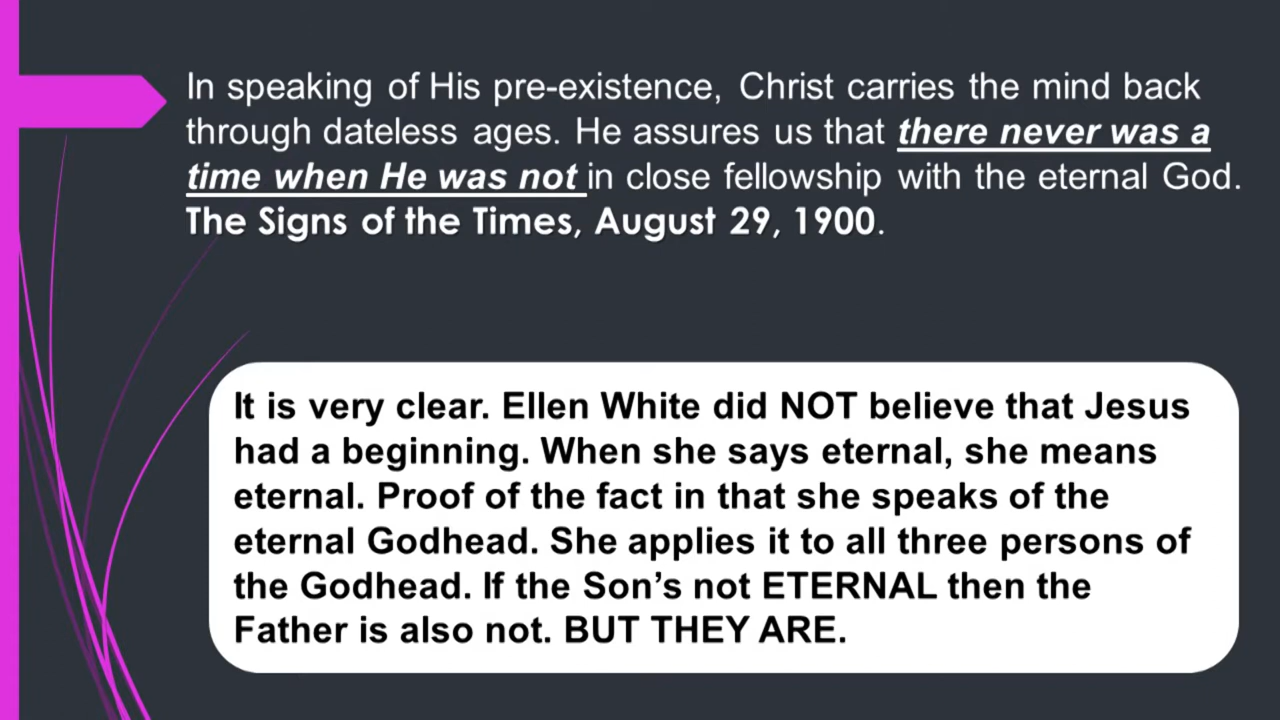 In speaking of His pre-existence, Christ carries the mind back
through dateless ages. He assures us that there never was a
time when He was not in close fellowship with the eternal God.
The Signs of the Times, August 29, 1900.
It is very clear. Ellen White did NOT believe that Jesus
had a beginning. When she says eternal, she means
eternal. Proof of the fact in that she speaks of the
eternal Godhead. She applies it to all three persons of
the Godhead. If the Son’s not ETERNAL then the
Father is also not. BUT THEY ARE.